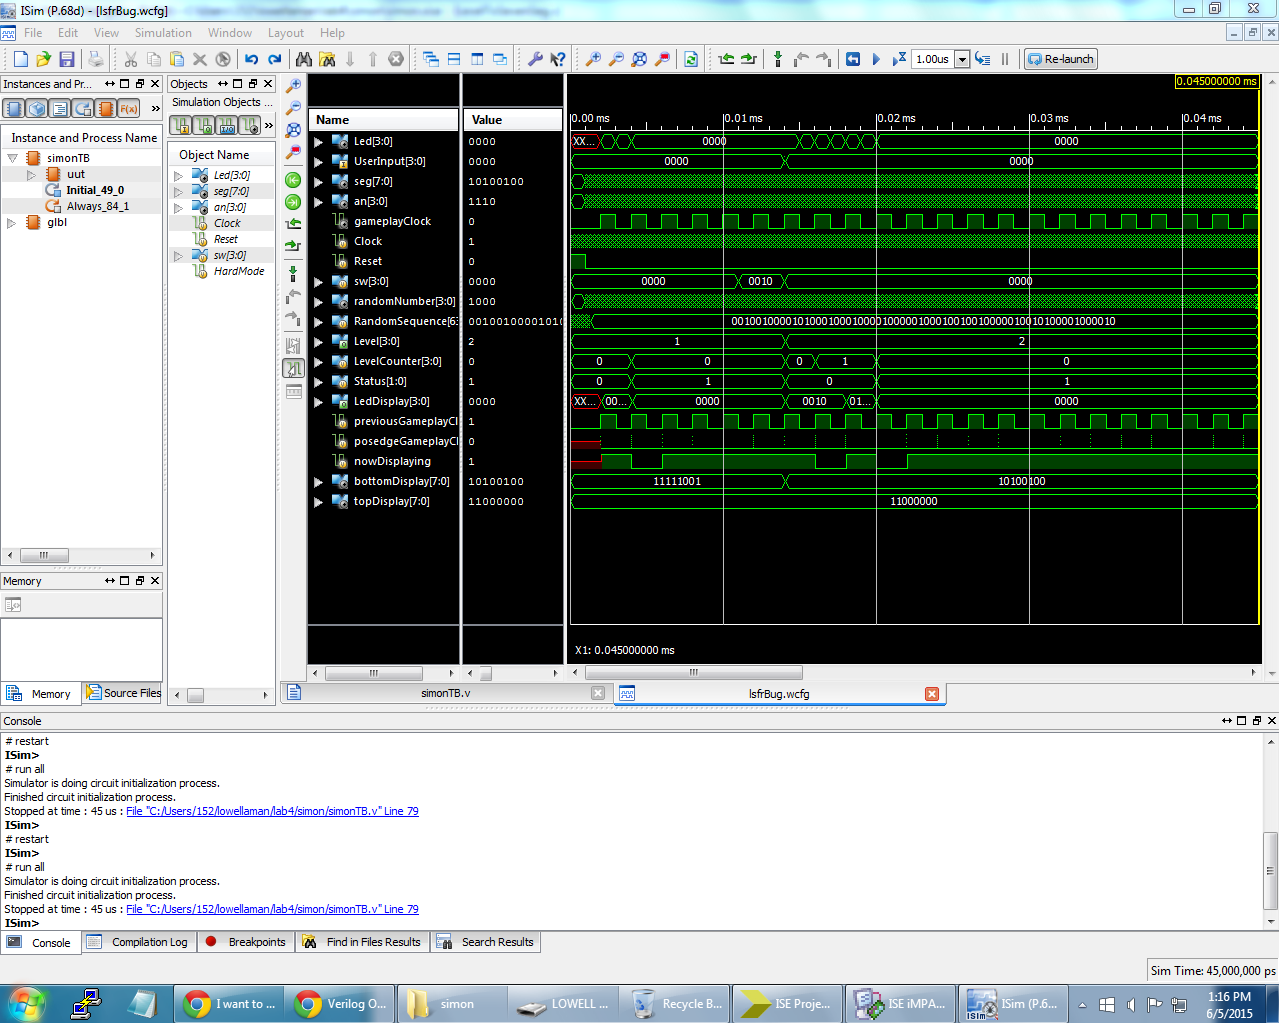 ISim (P.68d) - [lsfrBug.wcfg]
File Edit View Simulation Window Layout Help
1.00us Re-launch
Instances and Pr...
Objects
Simulation Objects ...
Instance and Process Name
simonTB
uut
Initial_49_0
Always_84_1
glbl
Object Name
Led[3:0]
seg[7:0]
an[3:0]
Clock
Reset
sw[3:0]
HardMode
Memory
Memory Source Files
Name Value
0.045000000 ms
0.00 ms 0.01 ms 0.02 ms 0.03 ms 0.04 ms
Led[3:0] 0000 XX... 0000 0000
UserInput[3:0] 0000 0000 0000
seg[7:0] 10100100
an[3:0] 1110
gameplayClock 0
Clock 1
Reset 0
sw[3:0] 0000 0000 0010 0000
randomNumber[3:0] 1000
RandomSequence[6 0010010000101
Level[3:0] 2 1 2
LevelCounter[3:0] 0 0 0 0 1 0
Status[1:0] 1 0 1 0 1
LedDisplay[3:0] 0000 XX... 00... 0000 0010 01... 0000
previousGameplayCl 1
posedgeGameplayCl 0
nowDisplaying 1
bottomDisplay[7:0] 10100100 11111001 10100100
topDisplay[7:0] 11000000 11000000
X1: 0.045000000 ms
simonTB.v lsfrBug.wcfg
Console
# restart
ISim>
# run all
Simulator is doing circuit initialization process.
Finished circuit initialization process.
Stopped at time : 45 us : File "C:/Users/152/lowellaman/lab4/simon/simonTB.v" Line 79
ISim>
# restart
ISim>
# run all
Simulator is doing circuit initialization process.
Finished circuit initialization process.
Stopped at time : 45 us : File "C:/Users/152/lowellaman/lab4/simon/simonTB.v" Line 79
ISim>
Console Compilation Log Breakpoints Find in Files Results Search Results
Sim Time: 45,000,000 ps
I want to ... Verilog O... simon LOWELL ... Recycle B... ISE Proje... ISE iMPA... ISim (P.6...
1:16 PM
6/5/2015